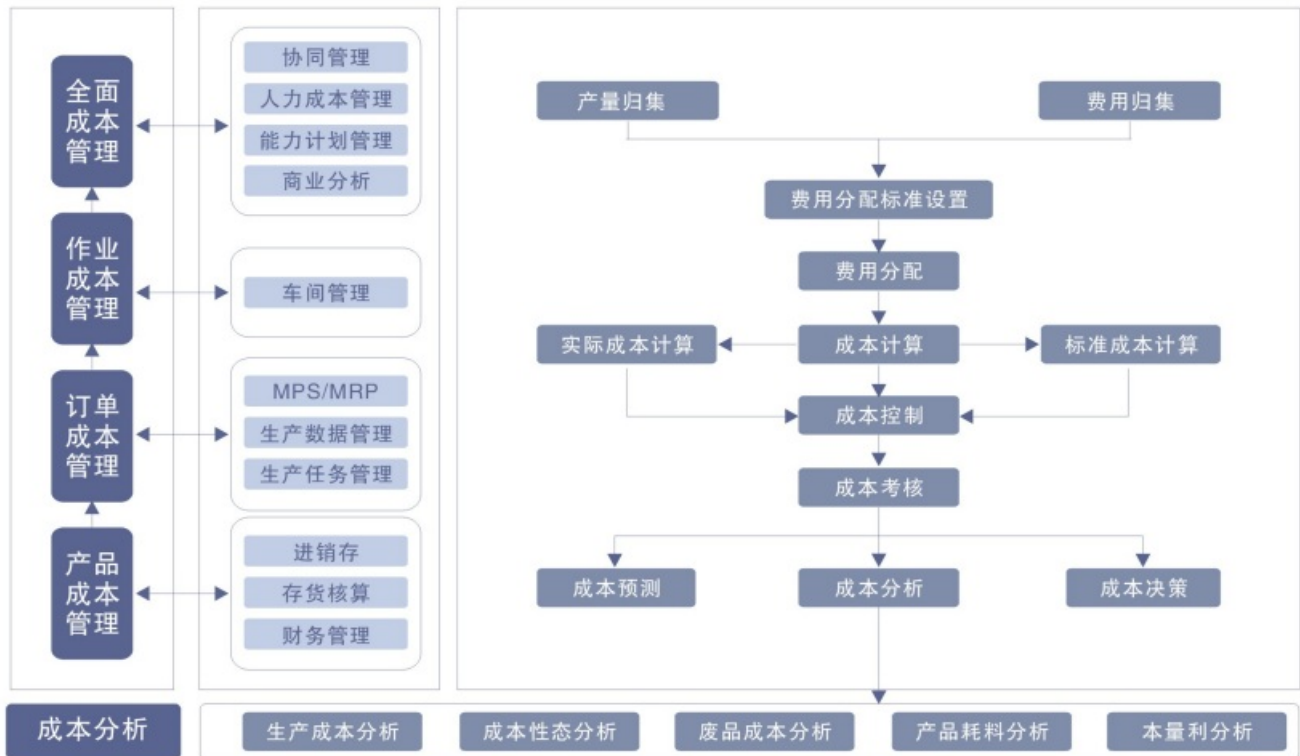 全面
成本
管理
作业
成本
管理
订单
成本
管理
产品
成本
管理
协同管理
人力成本管理
能力计划管理
商业分析
车间管理
MPS/MRP
生产数据管理
生产任务管理
进销存
存货核算
财务管理
产量归集
费用归集
费用分配标准设置
费用分配
实际成本计算
成本计算
标准成本计算
成本控制
成本考核
成本预测
成本分析
成本决策
成本分析
生产成本分析
成本性态分析
废品成本分析
产品耗料分析
本量利分析